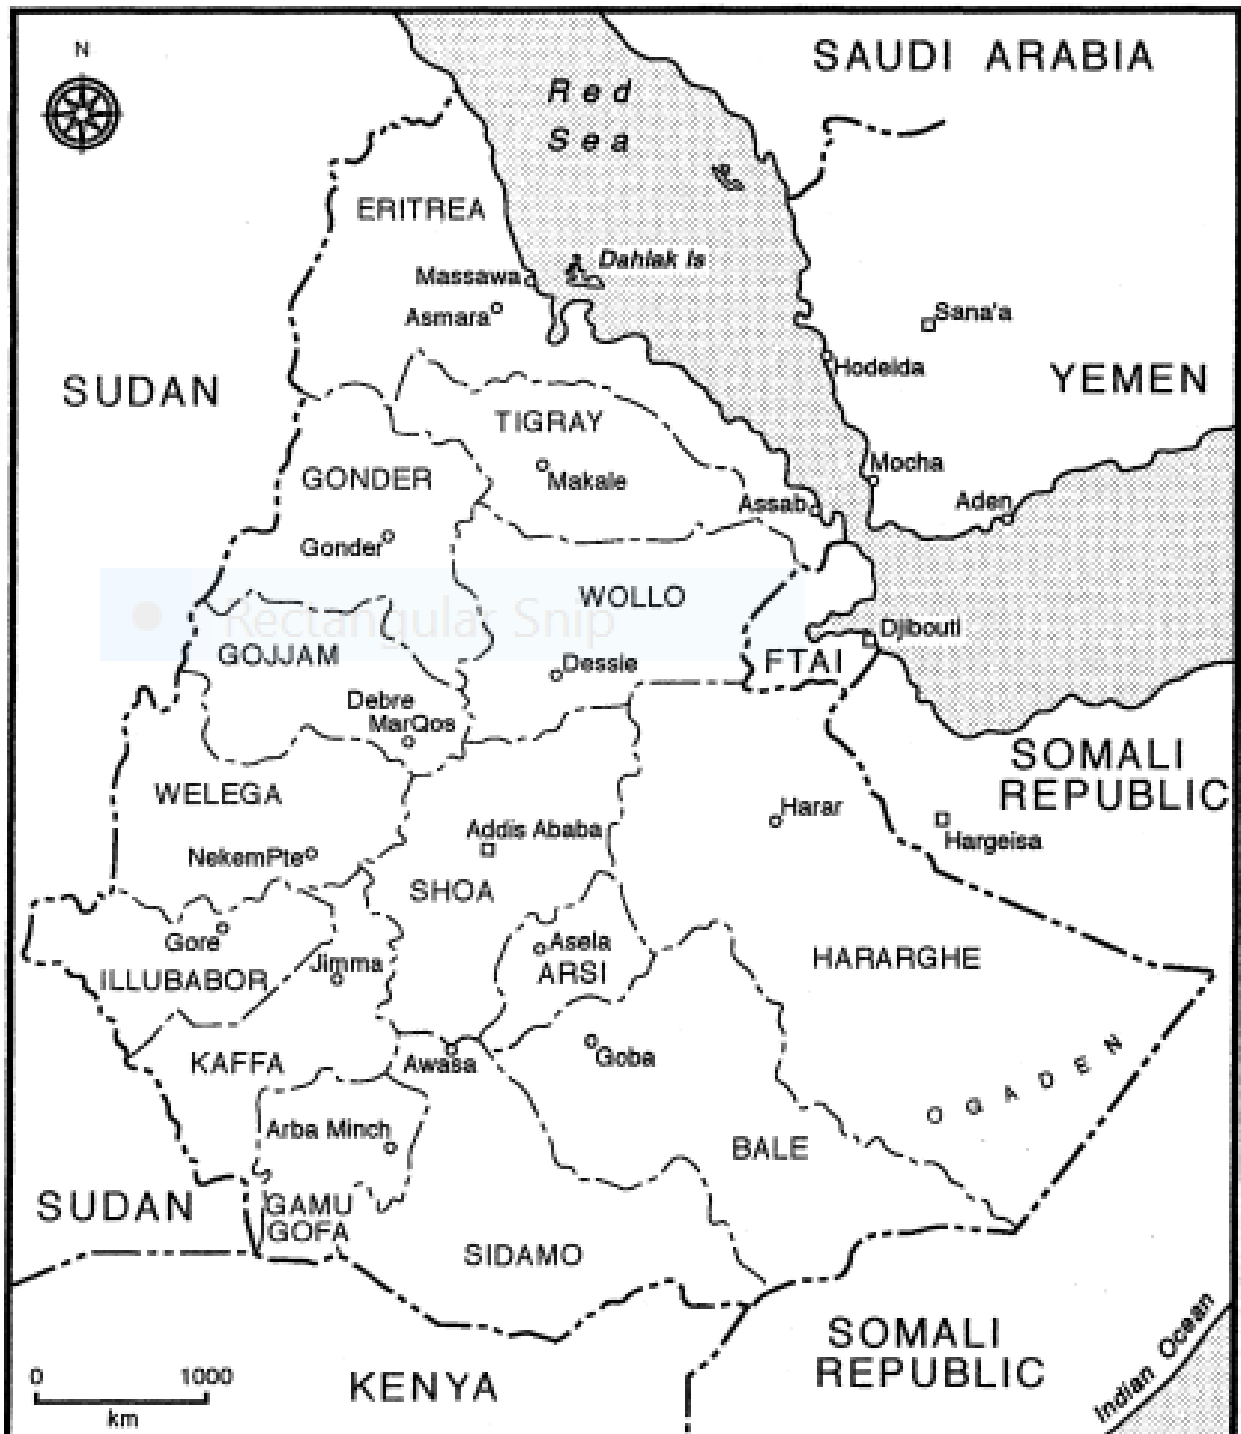 N
SAUDI ARABIA
Red
Sea
ERITREA
Dahlak Is
Massawa
Asmara
Sana'a
Hodeida
SUDAN
YEMEN
TIGRAY
GONDER
Makale
Mocha
Assab
Aden
Gonder
WOLLO
Rectangular Snip
Djibouti
GOJJAM
Dessie
FTAI
Debre
MarQos
SOMALI
REPUBLIC
WELEGA
Harar
Addis Ababa
Hargeisa
NekemPte
SHOA
Gore
Asela
Jimma
ARSI
HARARGHE
ILLUBABOR
OGADEN
KAFFA
Awasa
Goba
Arba Minch
BALE
SUDAN
GAMU
GOFA
SIDAMO
SOMALI
REPUBLIC
Indian Ocean
0 1000
km
KENYA